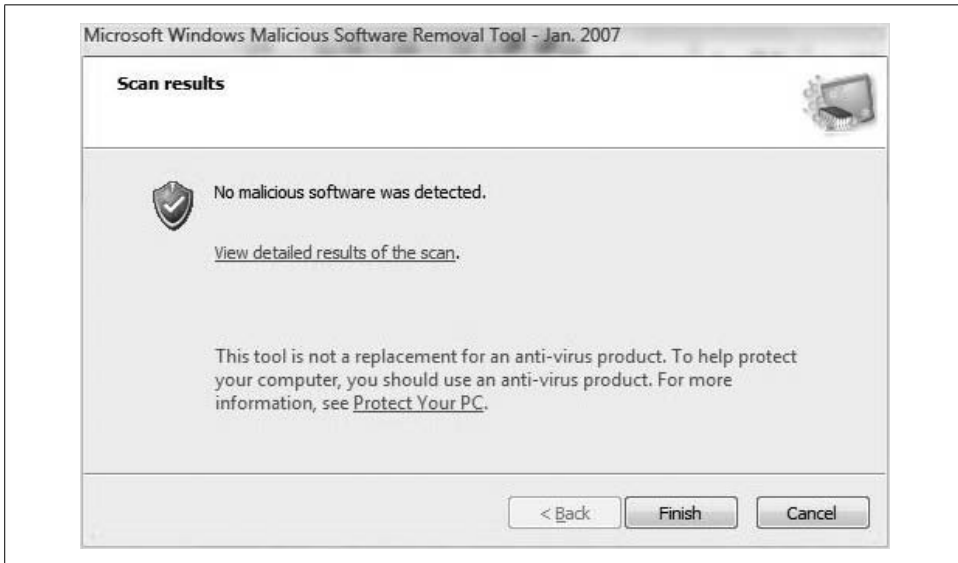 Microsoft Windows Malicious Software Removal Tool - Jan. 2007
Scan results
No malicious software was detected.
View detailed results of the scan.
This tool is not a replacement for an anti-virus product. To help protect
your computer, you should use an anti-virus product. For more
information, see Protect Your PC.
< Back
Finish
Cancel